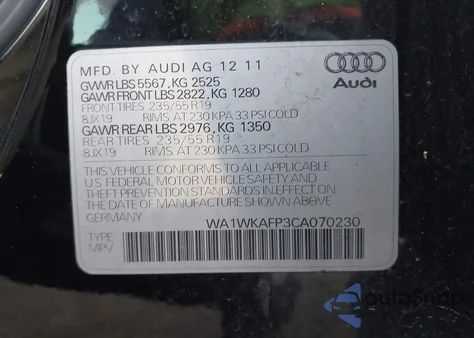 MFD. BY AUDI AG 12 11
Audi
GVWR LBS 5567, KG 2525
GAWR FRONT LBS 2822, KG 1280
FRONT-TIRES 235/55 R19
8JX19 RIMS, AT 230 KPA 33 PSI COLD
GAWR REAR LBS 2976, KG 1350
REAR-TIRES 235/55 R19
8JX19 RIMS, AT 230 KPA 33 PSI COLD
THIS VEHICLE CONFORMS TO ALL APPLICABLE
US FEDERAL MOTOR VEHICLE SAFETY AND
THEFT PREVENTION STANDARDS IN EFFECT ON
THE DATE OF MANUFACTURE SHOWN ABOVE
GERMANY WA1WKAFP3CA070230
TYPE
MPV
autoSnap